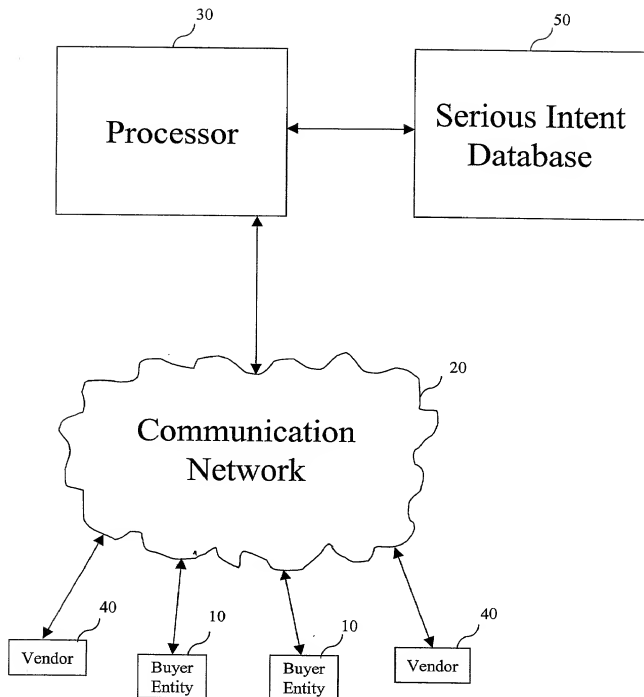 30
50
Processor
Serious Intent
Database
20
Communication
Network
40
10
10
40
Vendor
Buyer
Entity
Buyer
Entity
Vendor